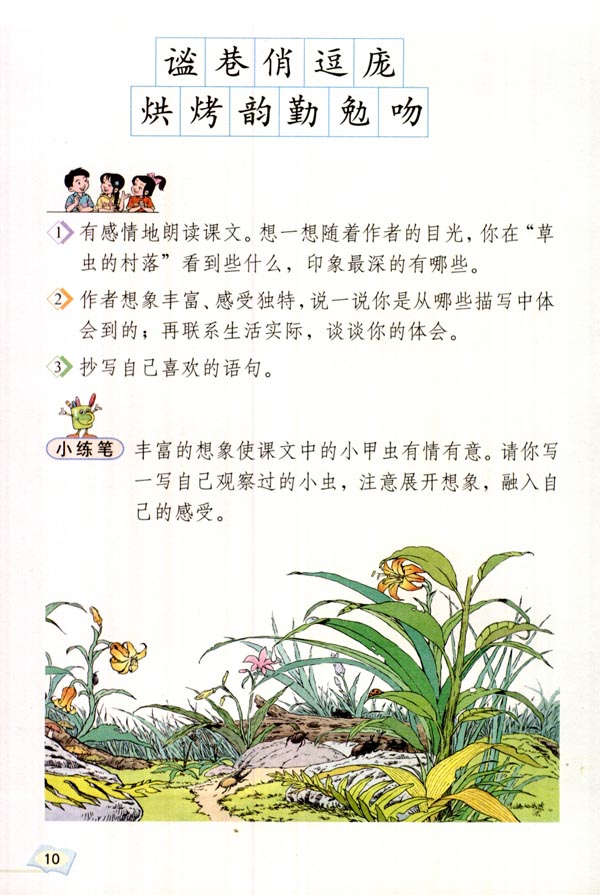 谧巷俏逗庞
烘烤韵勤勉吻
1 有感情地朗读课文。想一想随着作者的目光，你在“草
虫的村落”看到些什么，印象最深的有哪些。
2 作者想象丰富、感受独特，说一说你是从哪些描写中体
会到的；再联系生活实际，谈谈你的体会。
3 抄写自己喜欢的语句。
小练笔 丰富的想象使课文中的小甲虫有情有意。请你写
一写自己观察过的小虫，注意展开想象，融入自
己的感受。
10